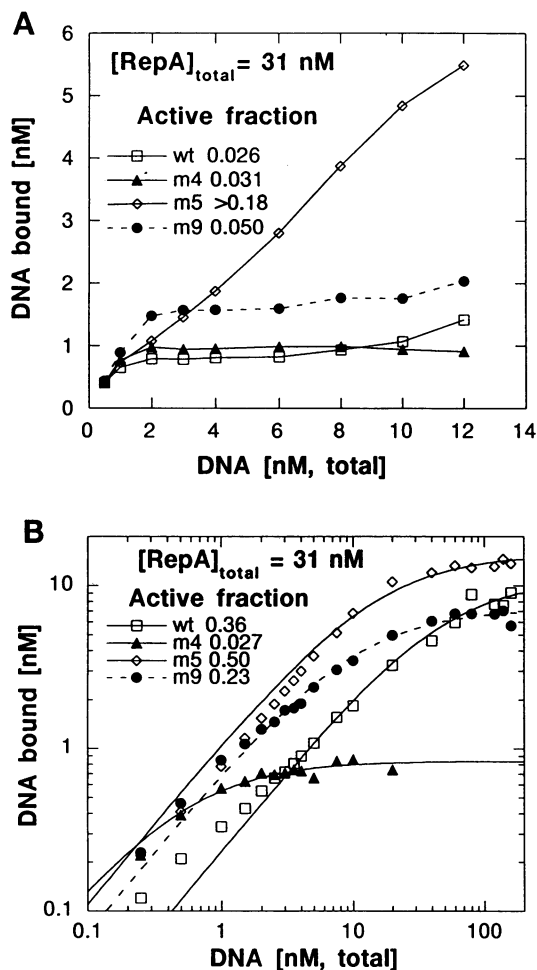 A
[RepA]total = 31 nM
Active fraction
wt 0.026
m4 0.031
m5 >0.18
m9 0.050
DNA bound [nM]
6
5
4
3
2
1
0
0 2 4 6 8 10 12 14
DNA [nM, total]
B
[RepA]total = 31 nM
Active fraction
wt 0.36
m4 0.027
m5 0.50
m9 0.23
DNA bound [nM]
10
1
0.1
0.1 1 10 100
DNA [nM, total]